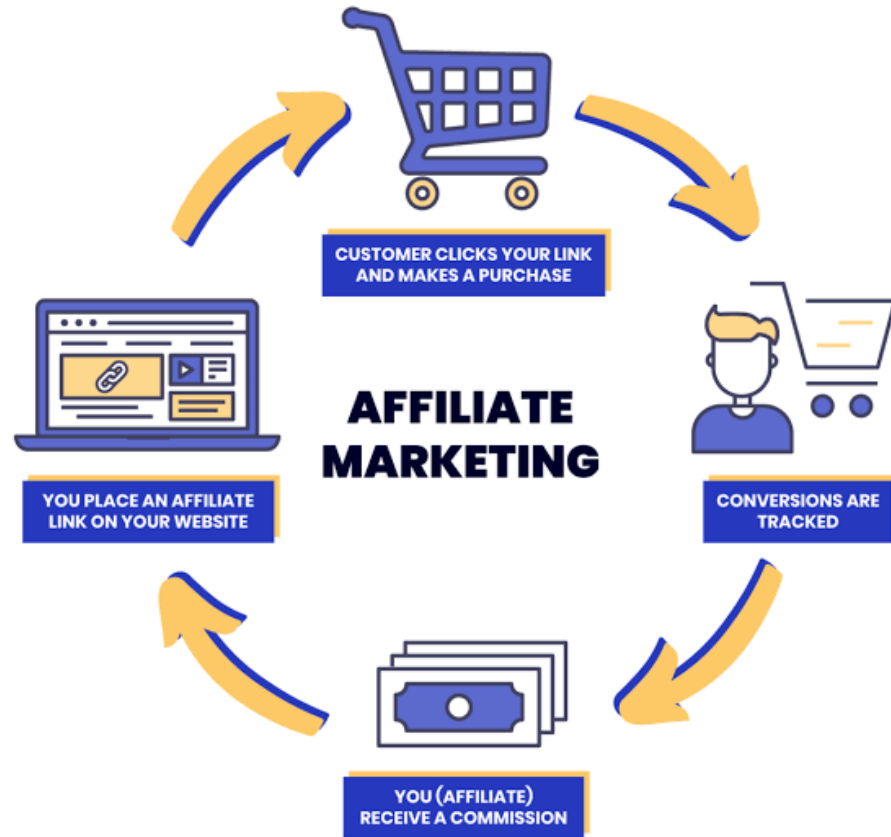 CUSTOMER CLICKS YOUR LINK
AND MAKES A PURCHASE
AFFILIATE
MARKETING
YOU PLACE AN AFFILIATE
LINK ON YOUR WEBSITE
CONVERSIONS ARE
TRACKED
YOU (AFFILIATE)
RECEIVE A COMMISSION